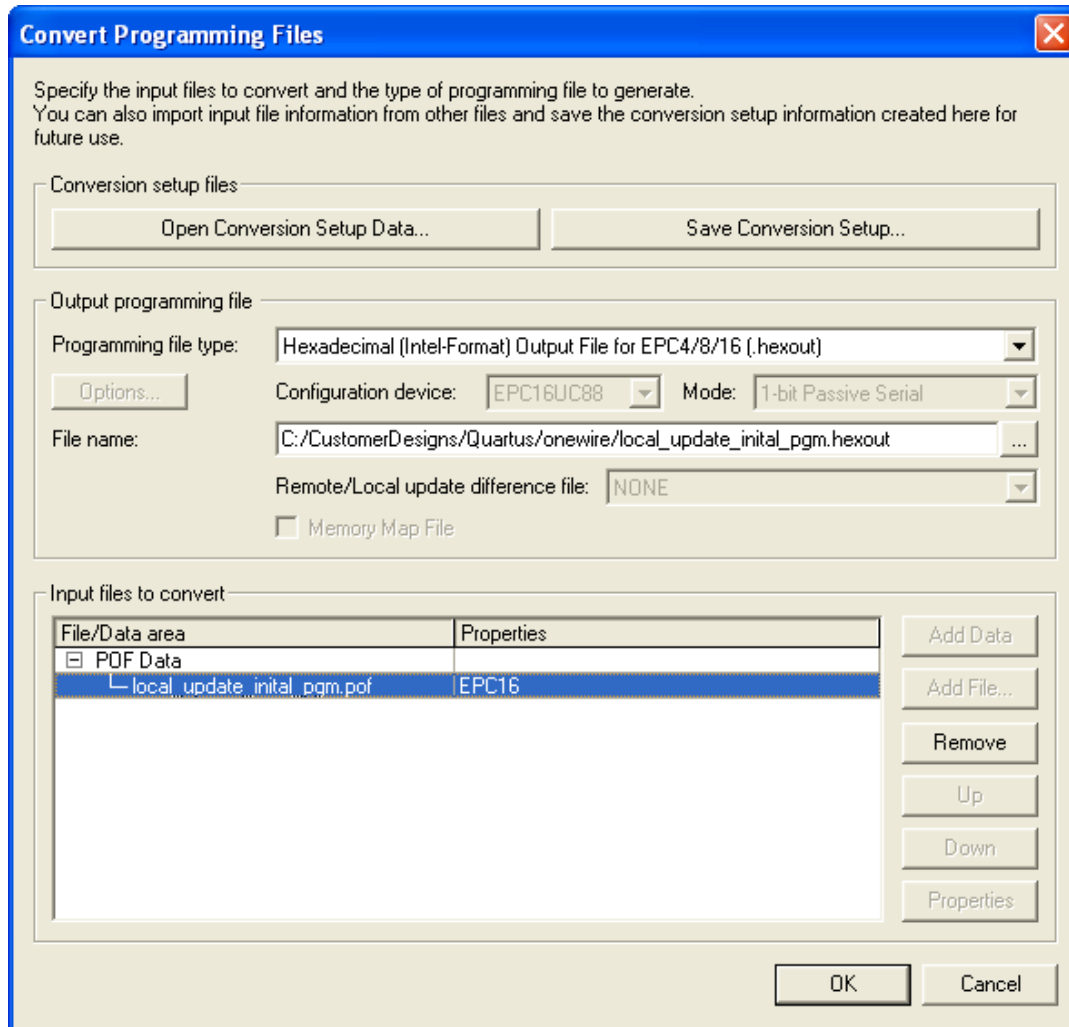 Convert Programming Files
Specify the input files to convert and the type of programming file to generate.
You can also import input file information from other files and save the conversion setup information created here for
future use.
Conversion setup files
Open Conversion Setup Data... Save Conversion Setup...
Output programming file
Programming file type: Hexadecimal (Intel-Format) Output File for EPC4/8/16 (.hexout)
Options... Configuration device: EPC16UC88 Mode: 1-bit Passive Serial
File name: C:/CustomerDesigns/Quartus/onewire/local_update_inital_pgm.hexout ...
Remote/Local update difference file: NONE
Memory Map File
Input files to convert
File/Data area Properties Add Data
POF Data
local_update_inital_pgm.pof EPC16 Add File...
Remove
Up
Down
Properties
OK Cancel